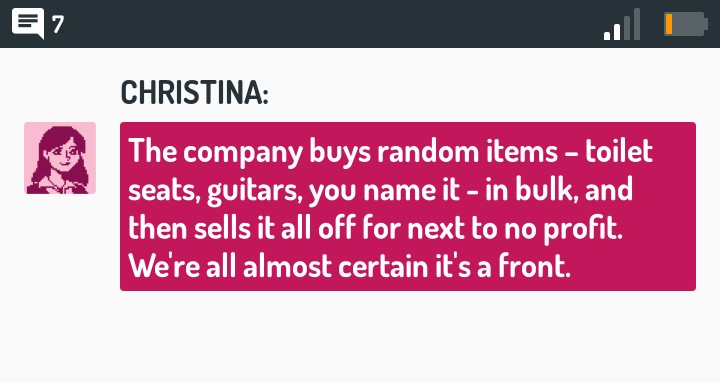 7
CHRISTINA:
The company buys random items – toilet
seats, guitars, you name it - in bulk, and
then sells it all off for next to no profit.
We're all almost certain it's a front.